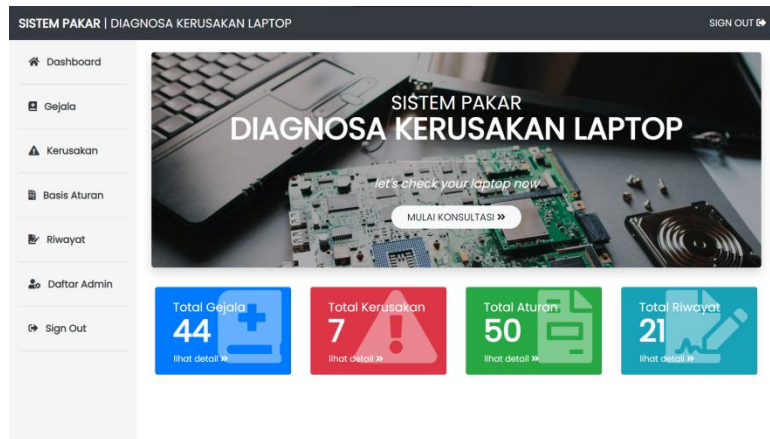 SISTEM PAKAR | DIAGNOSA KERUSAKAN LAPTOP
SIGN OUT
Dashboard
Gejala
Kerusakan
Basis Aturan
Riwayat
Daftar Admin
Sign Out
SISTEM PAKAR
DIAGNOSA KERUSAKAN LAPTOP
let's check your laptop now
MULAI KONSULTASI »
Total Gejala
44
lihat detail »
Total Kerusakan
7
lihat detail »
Total Aturan
50
lihat detail »
Total Riwayat
21
lihat detail »